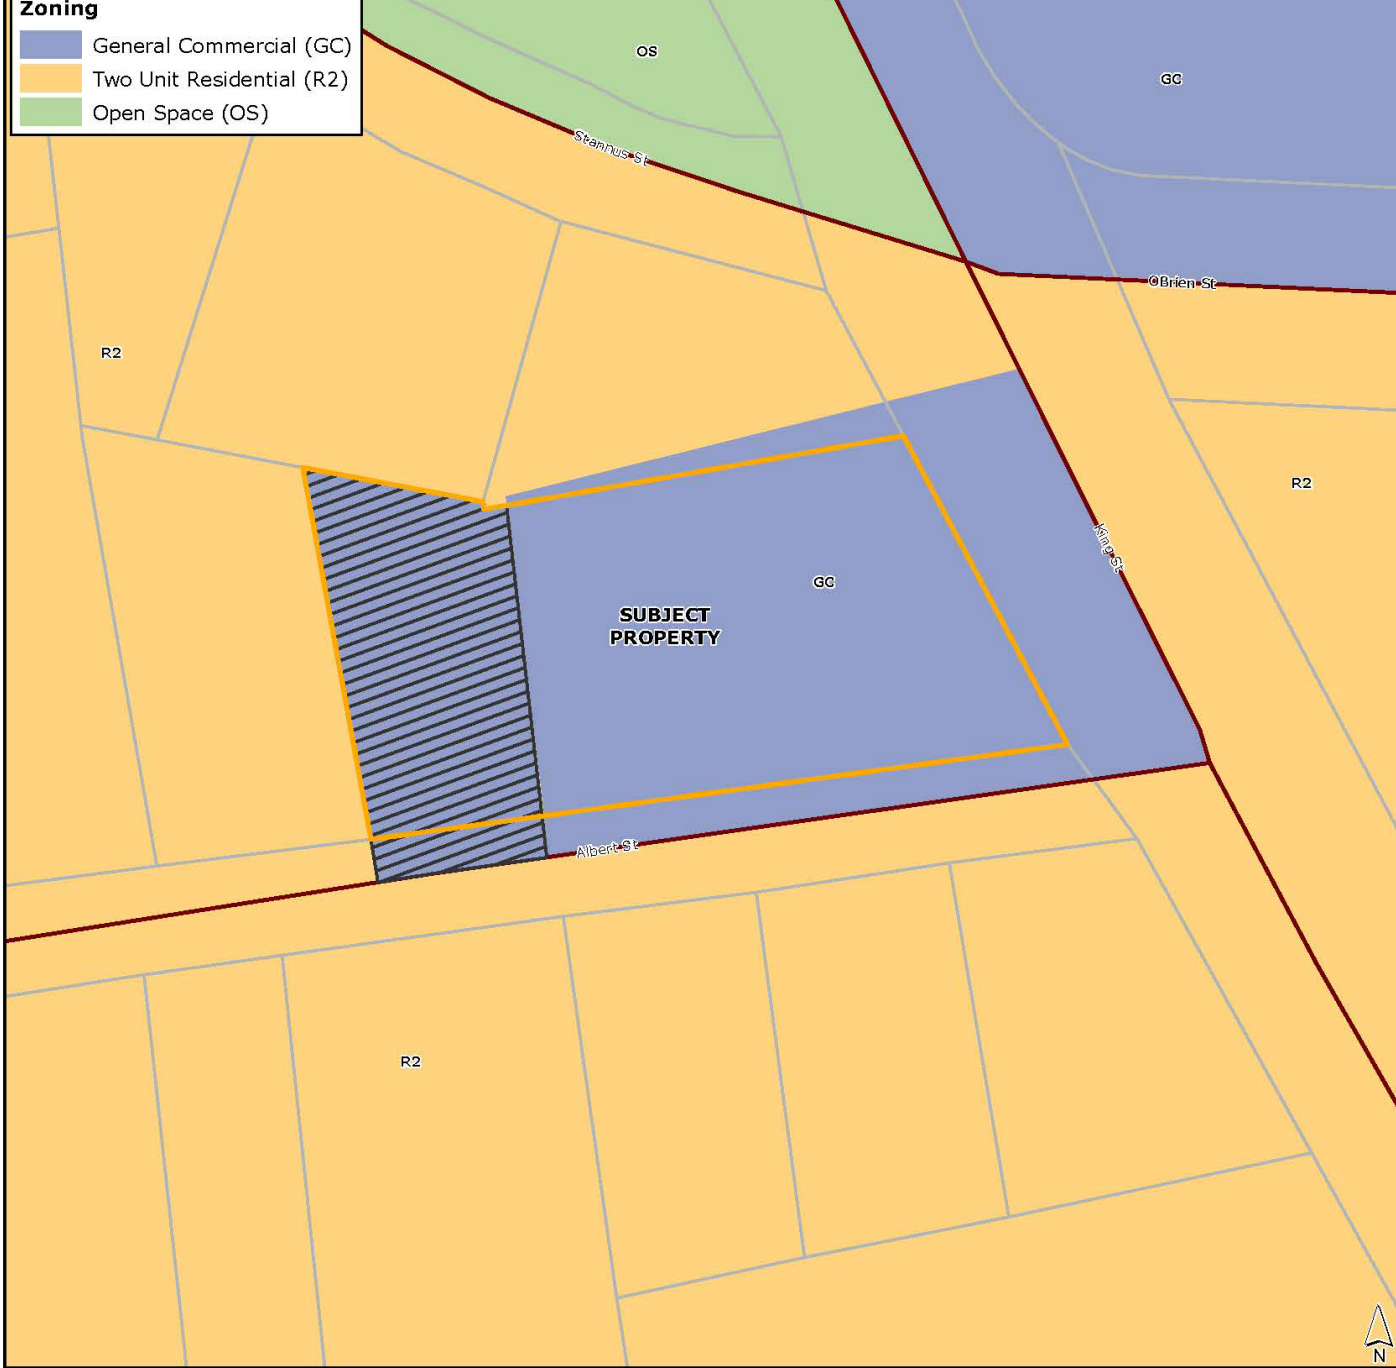 Zoning
General Commercial (GC)
Two Unit Residential (R2)
Open Space (OS)
OS
GC
Stannus St
OBrien St
R2
R2
King St
GC
SUBJECT
PROPERTY
Albert St
R2
N